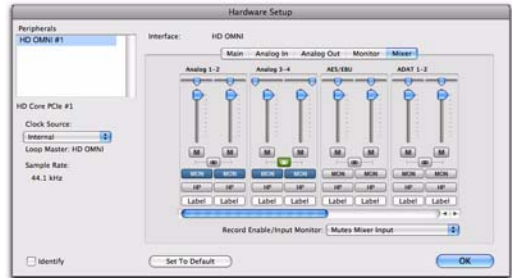 Hardware Setup
Peripherals
HD OMNI #1
Interface: HD OMNI
Main Analog In Analog Out Monitor Mixer
Analog 1-2 Analog 3-4 AES/EBU ADAT 1-2
HD Core PCIe #1
Clock Source:
Internal
Loop Master: HD OMNI
Sample Rate:
44.1 kHz
M M M M M M M M
MON MON MON MON MON MON MON MON
HP HP HP HP HP HP HP HP
Label Label Label Label Label Label Label Label
Record Enable/Input Monitor: Mutes Mixer Input
Identify Set To Default OK